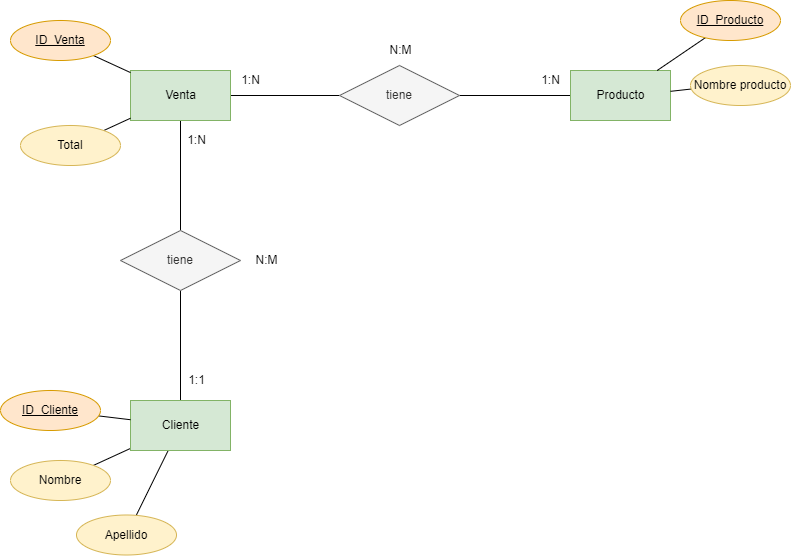 ID_Venta
ID_Producto
N:M
1:N
1:N
Venta
tiene
Producto
Nombre producto
Total
1:N
tiene
N:M
1:1
ID_Cliente
Cliente
Nombre
Apellido